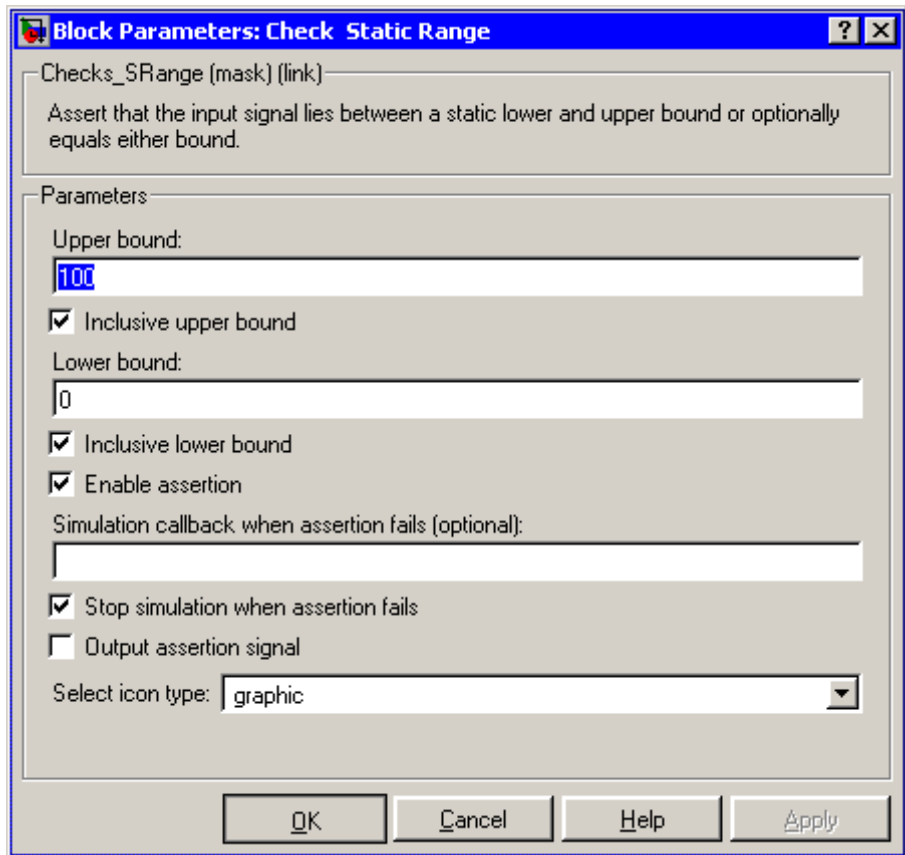 Block Parameters: Check  Static Range
Checks_SRange (mask) (link)
Assert that the input signal lies between a static lower and upper bound or optionally
equals either bound.
Parameters
Upper bound:
100
Inclusive upper bound
Lower bound:
0
Inclusive lower bound
Enable assertion
Simulation callback when assertion fails (optional):
Stop simulation when assertion fails
Output assertion signal
Select icon type: graphic
OK Cancel Help Apply